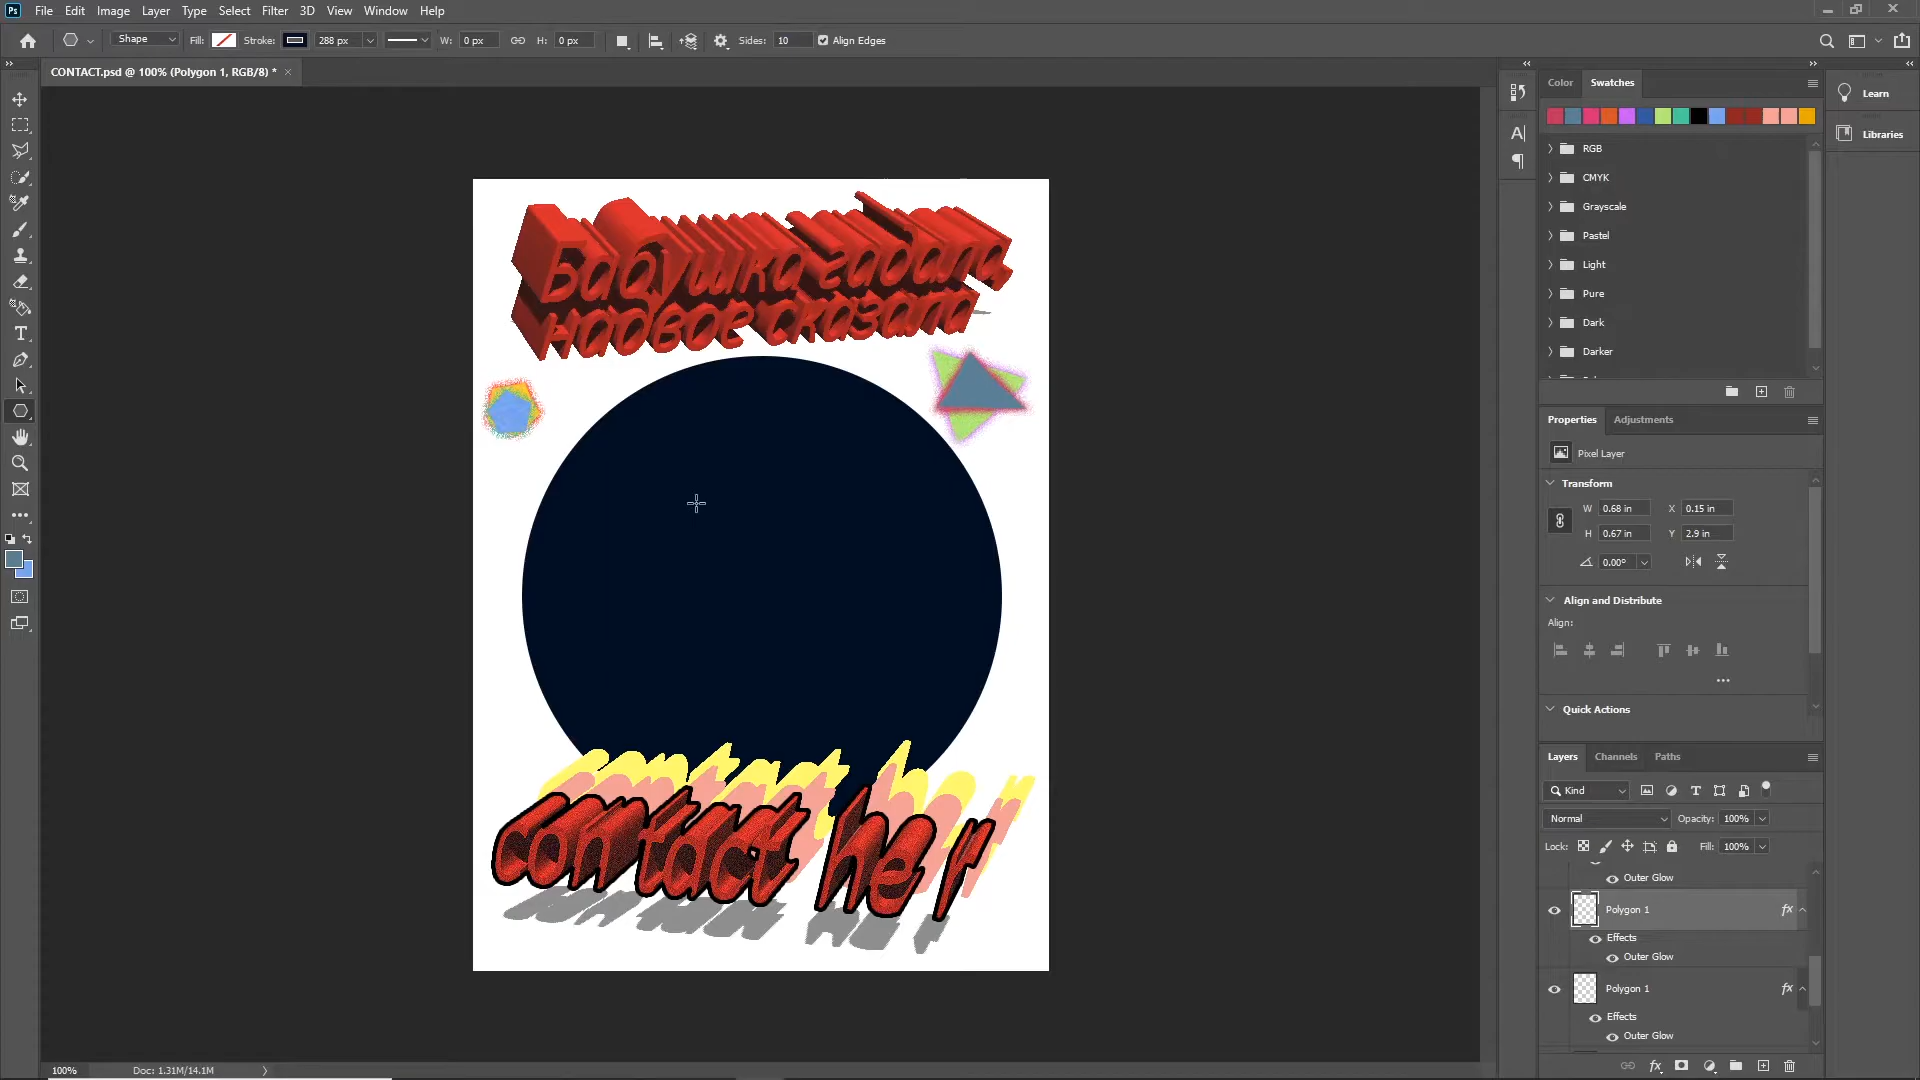 Ps File Edit Image Layer Type Select Filter 3D View Window Help
Shape Fill: Stroke: 288 px W: 0 px H: 0 px Sides: 10 Align Edges
CONTACT.psd @ 100% (Polygon 1, RGB/8) * ×
Бабушка гадала,
надвое сказала
contact her
100% Doc: 1.31M/14.1M
Color Swatches
RGB
CMYK
Grayscale
Pastel
Light
Pure
Dark
Darker
Learn
Libraries
Properties Adjustments
Pixel Layer
Transform
W 0.68 in X 0.15 in
H 0.67 in Y 2.9 in
0.00°
Align and Distribute
Align:
Quick Actions
Layers Channels Paths
Kind
Normal Opacity: 100%
Lock: Fill: 100%
Outer Glow
Polygon 1 fx
Effects
Outer Glow
Polygon 1 fx
Effects
Outer Glow
fx